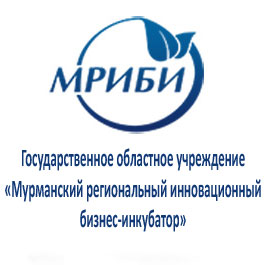 МРИБИ
Государственное областное учреждение
«Мурманский региональный инновационный
бизнес-инкубатор»